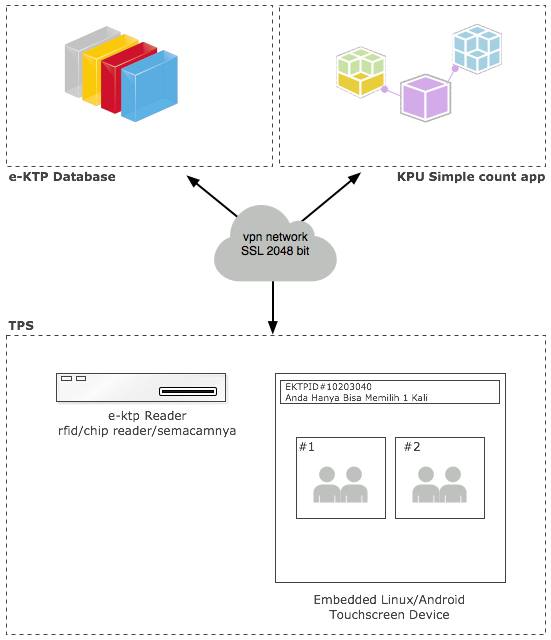 e-KTP Database
KPU Simple count app
vpn network
SSL 2048 bit
TPS
e-ktp Reader
rfid/chip reader/semacamnya
EKTPID#10203040
Anda Hanya Bisa Memilih 1 Kali
#1
#2
Embedded Linux/Android
Touchscreen Device